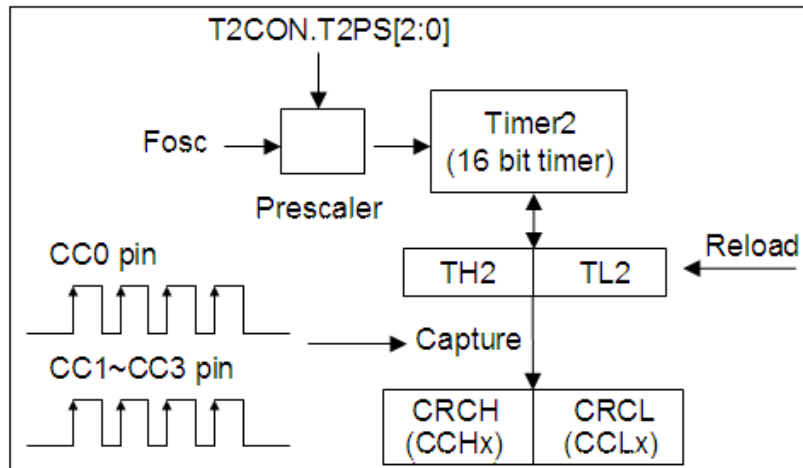 T2CON.T2PS[2:0]
Fosc
Prescaler
Timer2
(16 bit timer)
CC0 pin
TH2
TL2
Reload
Capture
CC1~CC3 pin
CRCH
(CCHx)
CRCL
(CCLx)